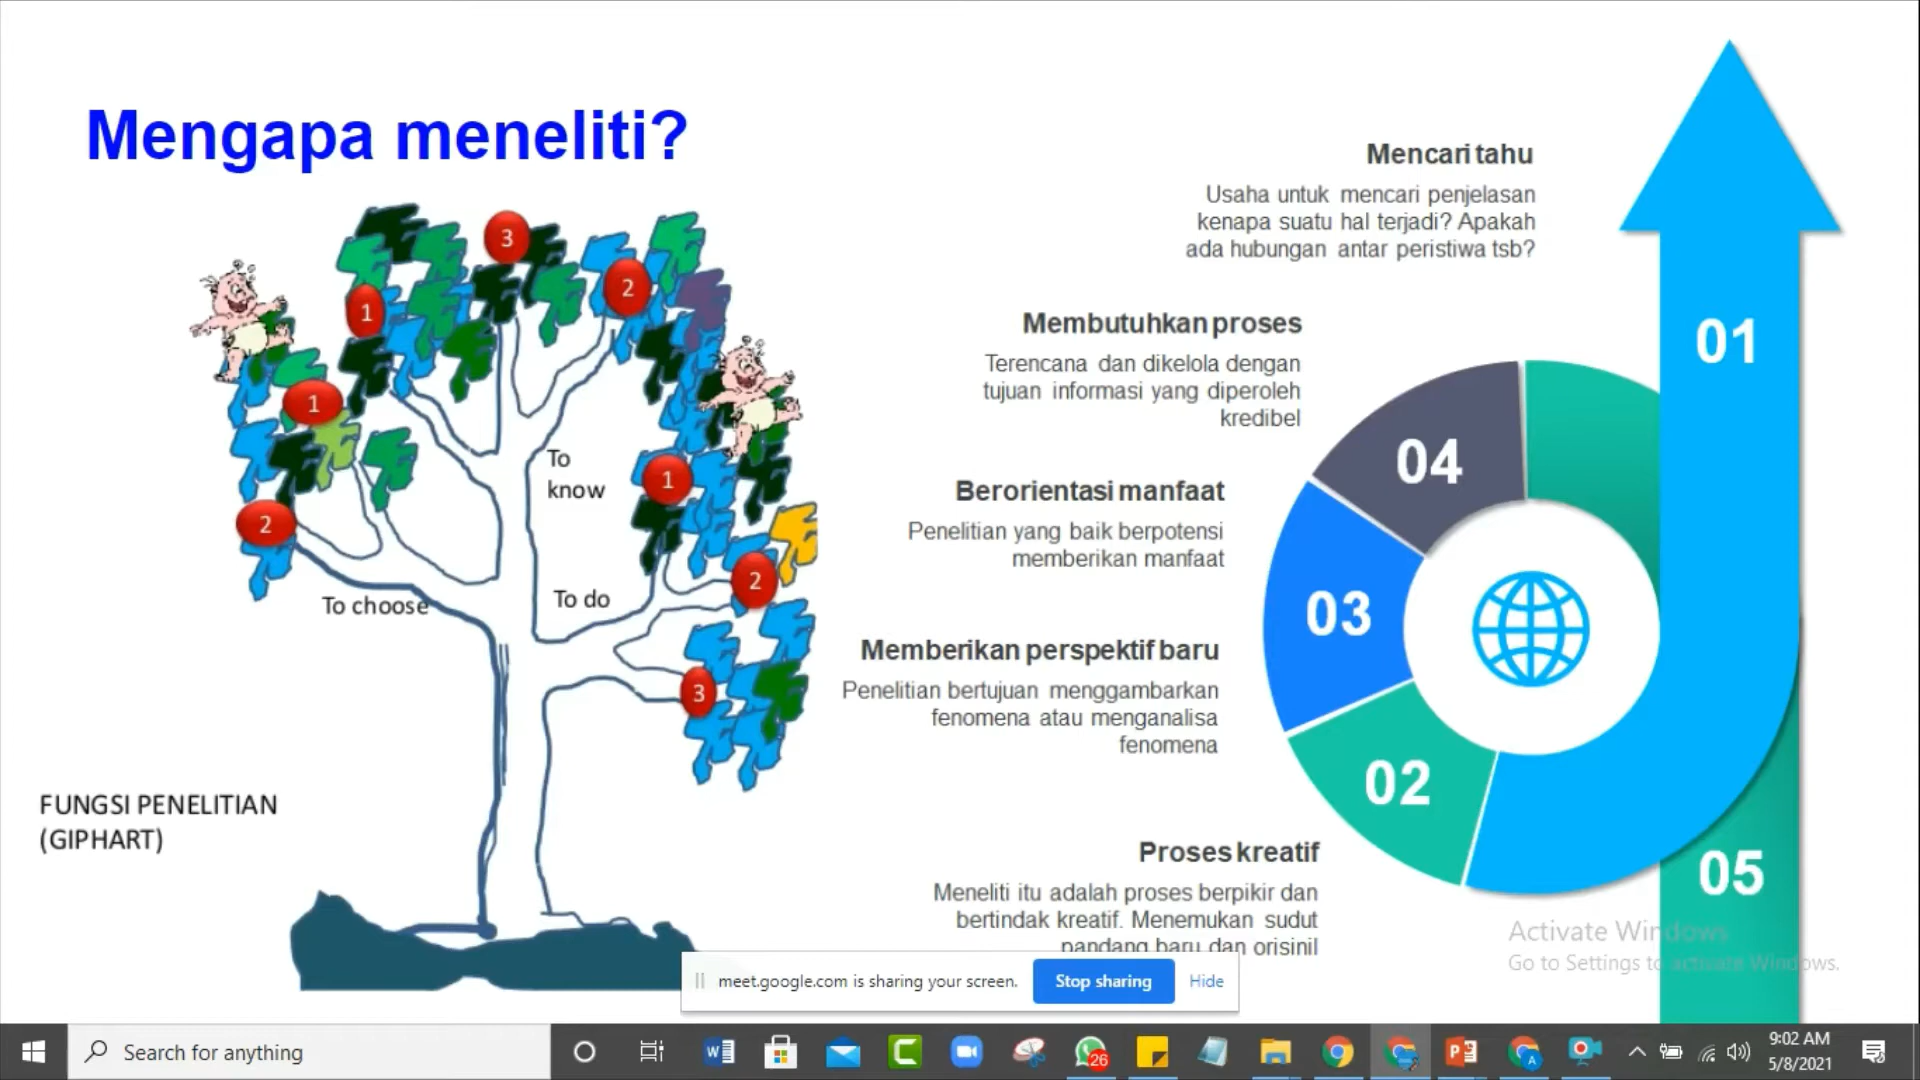 Mengapa meneliti?
3
2
1
1
1
2
2
3
To
know
To do
To choose
FUNGSI PENELITIAN
(GIPHART)
Mencari tahu
Usaha untuk mencari penjelasan
kenapa suatu hal terjadi? Apakah
ada hubungan antar peristiwa tsb?
Membutuhkan proses
Terencana dan dikelola dengan
tujuan informasi yang diperoleh
kredibel
Berorientasi manfaat
Penelitian yang baik berpotensi
memberikan manfaat
Memberikan perspektif baru
Penelitian bertujuan menggambarkan
fenomena atau menganalisa
fenomena
Proses kreatif
Meneliti itu adalah proses berpikir dan
bertindak kreatif. Menemukan sudut
pandang baru dan orisinil
01
04
03
02
05
Activate Windows
Go to Settings to activate Windows.
meet.google.com is sharing your screen.
Stop sharing
Hide
Search for anything
26
9:02 AM
5/8/2021